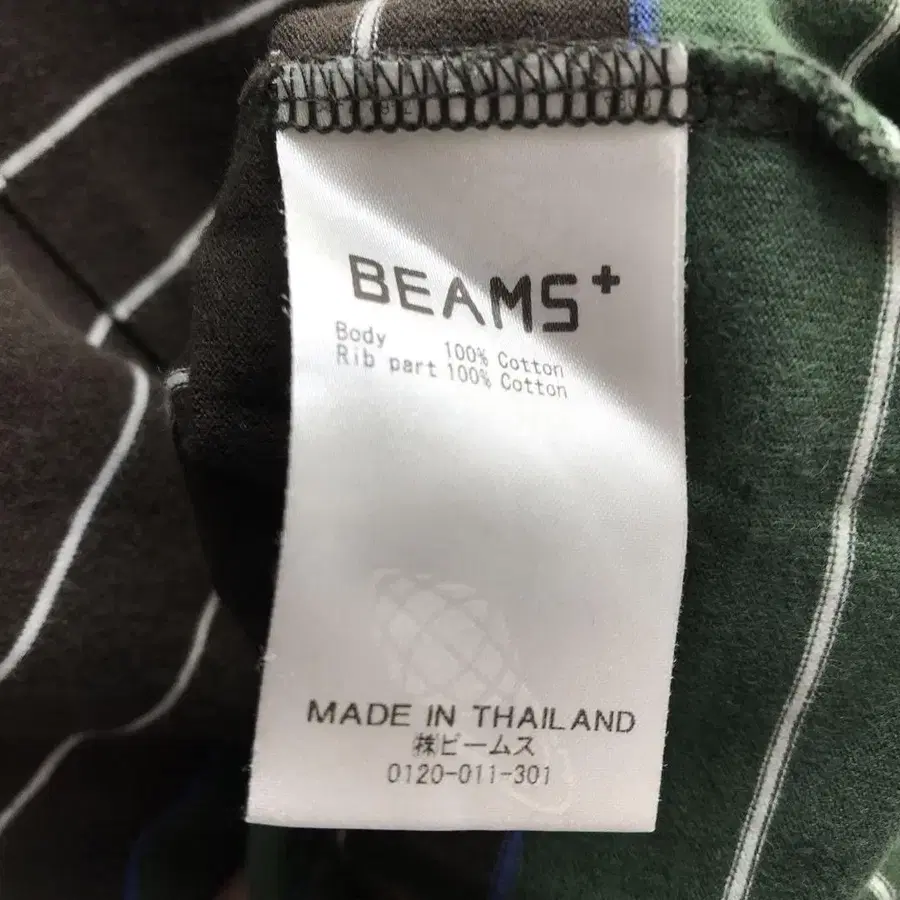 BEAMS+
Body 100% Cotton
Rib part 100% Cotton
MADE IN THAILAND
㈱ビームス
0120-011-301